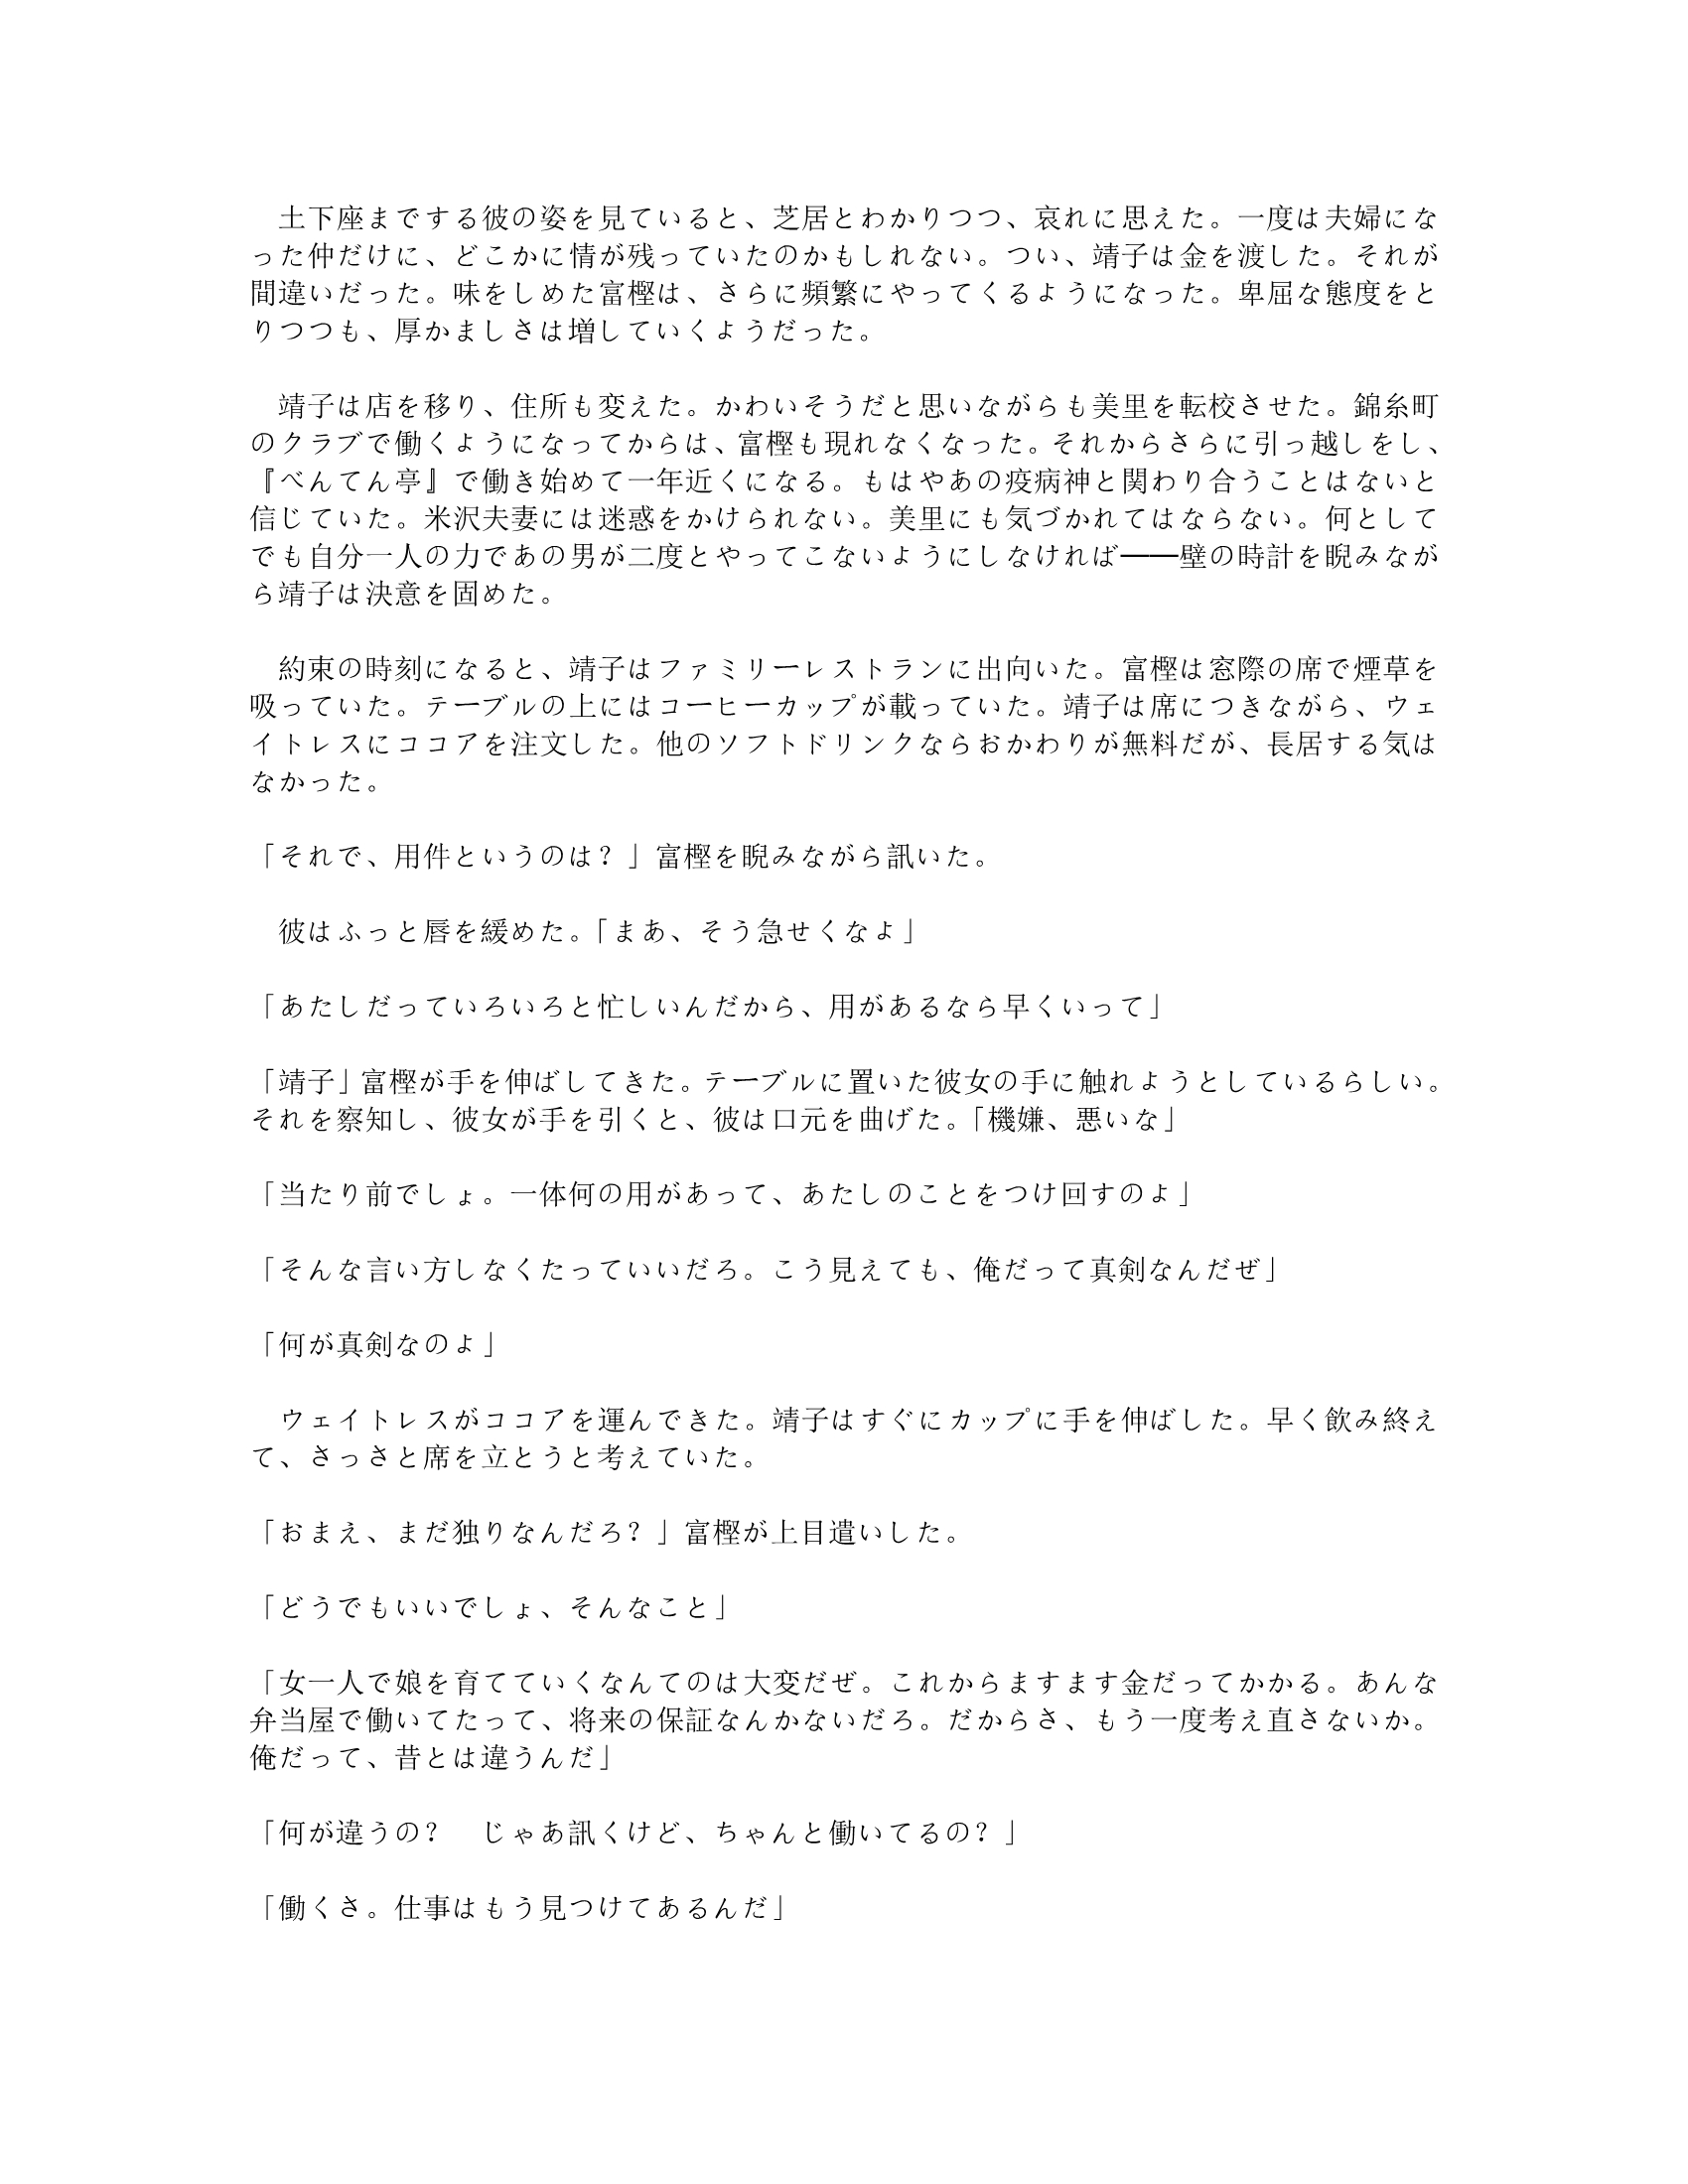 土下座までする彼の姿を見ていると、芝居とわかりつつ、哀れに思えた。一度は夫婦にな
った仲だけに、どこかに情が残っていたのかもしれない。つい、靖子は金を渡した。それが
間違いだった。味をしめた富樫は、さらに頻繁にやってくるようになった。卑屈な態度をと
りつつも、厚かましさは増していくようだった。
　靖子は店を移り、住所も変えた。かわいそうだと思いながらも美里を転校させた。錦糸町
のクラブで働くようになってからは、富樫も現れなくなった。それからさらに引っ越しをし、
『べんてん亭』で働き始めて一年近くになる。もはやあの疫病神と関わり合うことはないと
信じていた。米沢夫妻には迷惑をかけられない。美里にも気づかれてはならない。何として
でも自分一人の力であの男が二度とやってこないようにしなければ――壁の時計を睨みなが
ら靖子は決意を固めた。
　約束の時刻になると、靖子はファミリーレストランに出向いた。富樫は窓際の席で煙草を
吸っていた。テーブルの上にはコーヒーカップが載っていた。靖子は席につきながら、ウェ
イトレスにココアを注文した。他のソフトドリンクならおかわりが無料だが、長居する気は
なかった。
「それで、用件というのは？」富樫を睨みながら訊いた。
　彼はふっと唇を緩めた。「まあ、そう急せくなよ」
「あたしだっていろいろと忙しいんだから、用があるなら早くいって」
「靖子」富樫が手を伸ばしてきた。テーブルに置いた彼女の手に触れようとしているらしい。
それを察知し、彼女が手を引くと、彼は口元を曲げた。「機嫌、悪いな」
「当たり前でしょ。一体何の用があって、あたしのことをつけ回すのよ」
「そんな言い方しなくたっていいだろ。こう見えても、俺だって真剣なんだぜ」
「何が真剣なのよ」
　ウェイトレスがココアを運んできた。靖子はすぐにカップに手を伸ばした。早く飲み終え
て、さっさと席を立とうと考えていた。
「おまえ、まだ独りなんだろ？」富樫が上目遣いした。
「どうでもいいでしょ、そんなこと」
「女一人で娘を育てていくなんてのは大変だぜ。これからますます金だってかかる。あんな
弁当屋で働いてたって、将来の保証なんかないだろ。だからさ、もう一度考え直さないか。
俺だって、昔とは違うんだ」
「何が違うの？　じゃあ訊くけど、ちゃんと働いてるの？」
「働くさ。仕事はもう見つけてあるんだ」